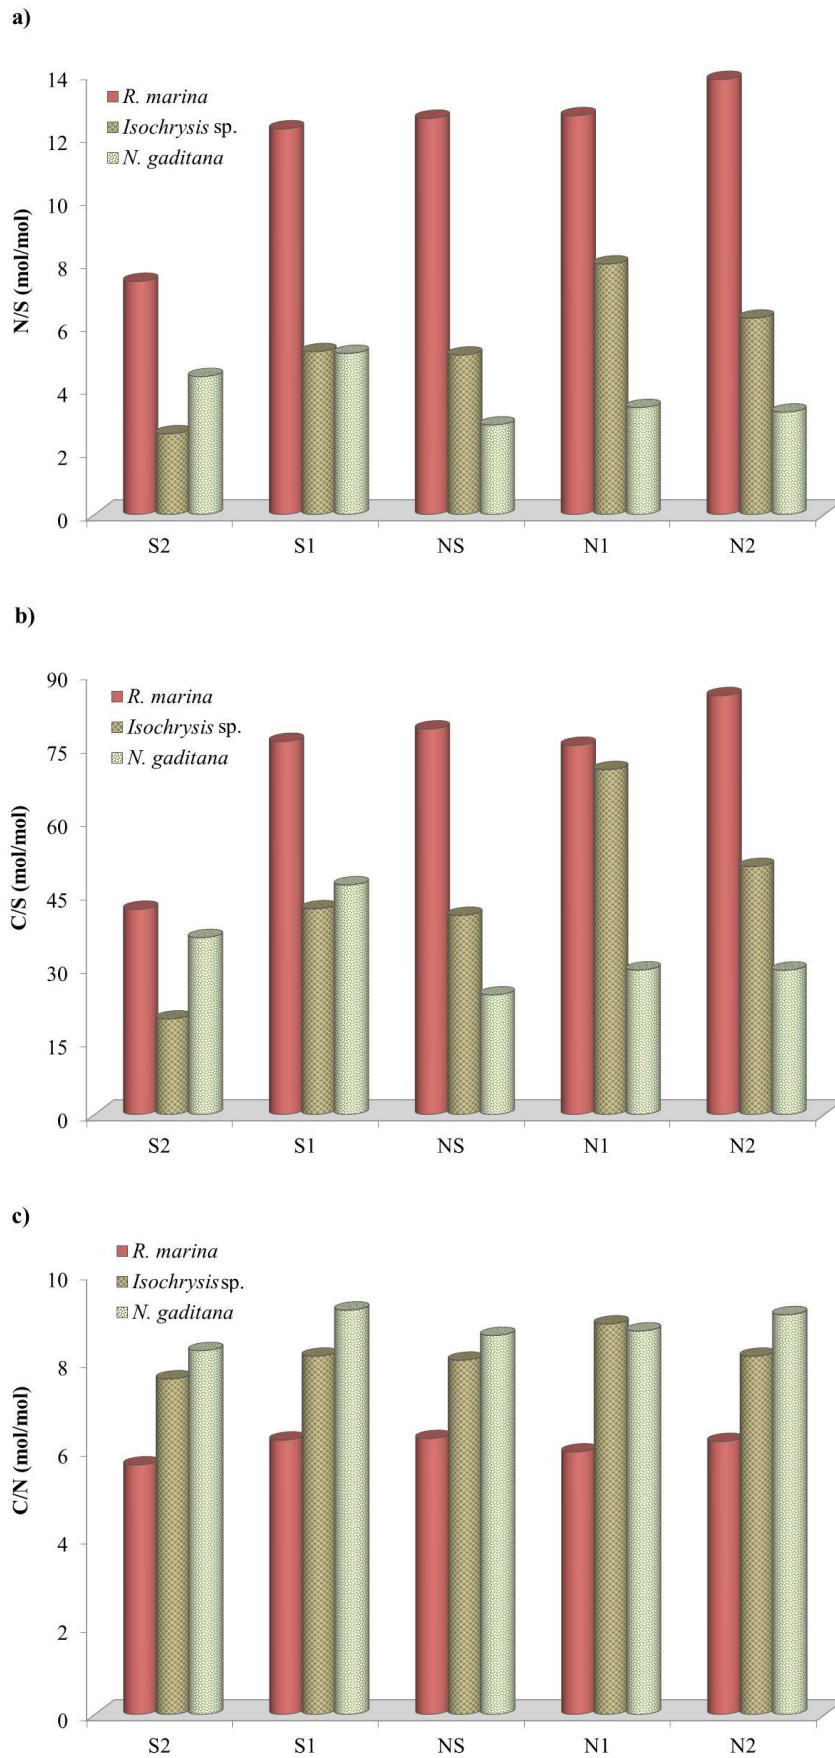 a)
14
12
10
8
6
4
2
0
N/S (mol/mol)
R. marina
Isochrysis sp.
N. gaditana
S2 S1 NS N1 N2
b)
90
75
60
45
30
15
0
C/S (mol/mol)
R. marina
Isochrysis sp.
N. gaditana
S2 S1 NS N1 N2
c)
10
8
6
4
2
0
C/N (mol/mol)
R. marina
Isochrysis sp.
N. gaditana
S2 S1 NS N1 N2